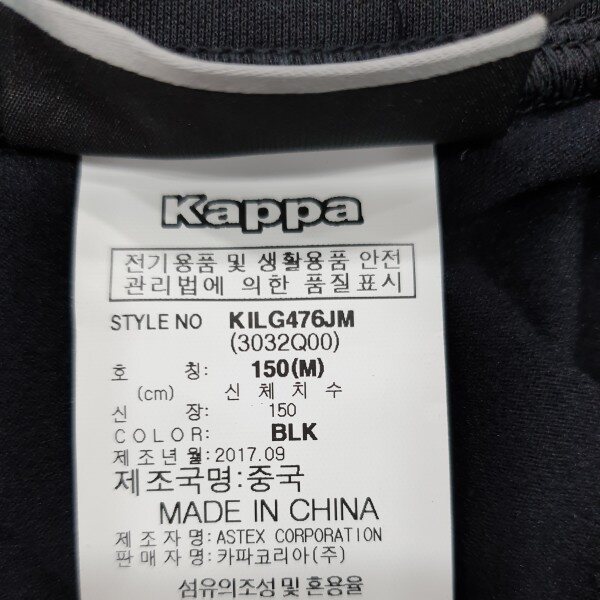 Kappa
전기용품 및 생활용품 안전
관리법에 의한 품질표시
STYLE NO KILG476JM
(3032Q00)
호 칭: 150(M)
(cm) 신 체 치 수
신 장: 150
COLOR: BLK
제 조 년 월:2017.09
제조국명:중국
MADE IN CHINA
제 조 자 명: ASTEX CORPORATION
판 매 자 명: 카파코리아(주)
섬유의조성 및 혼용율